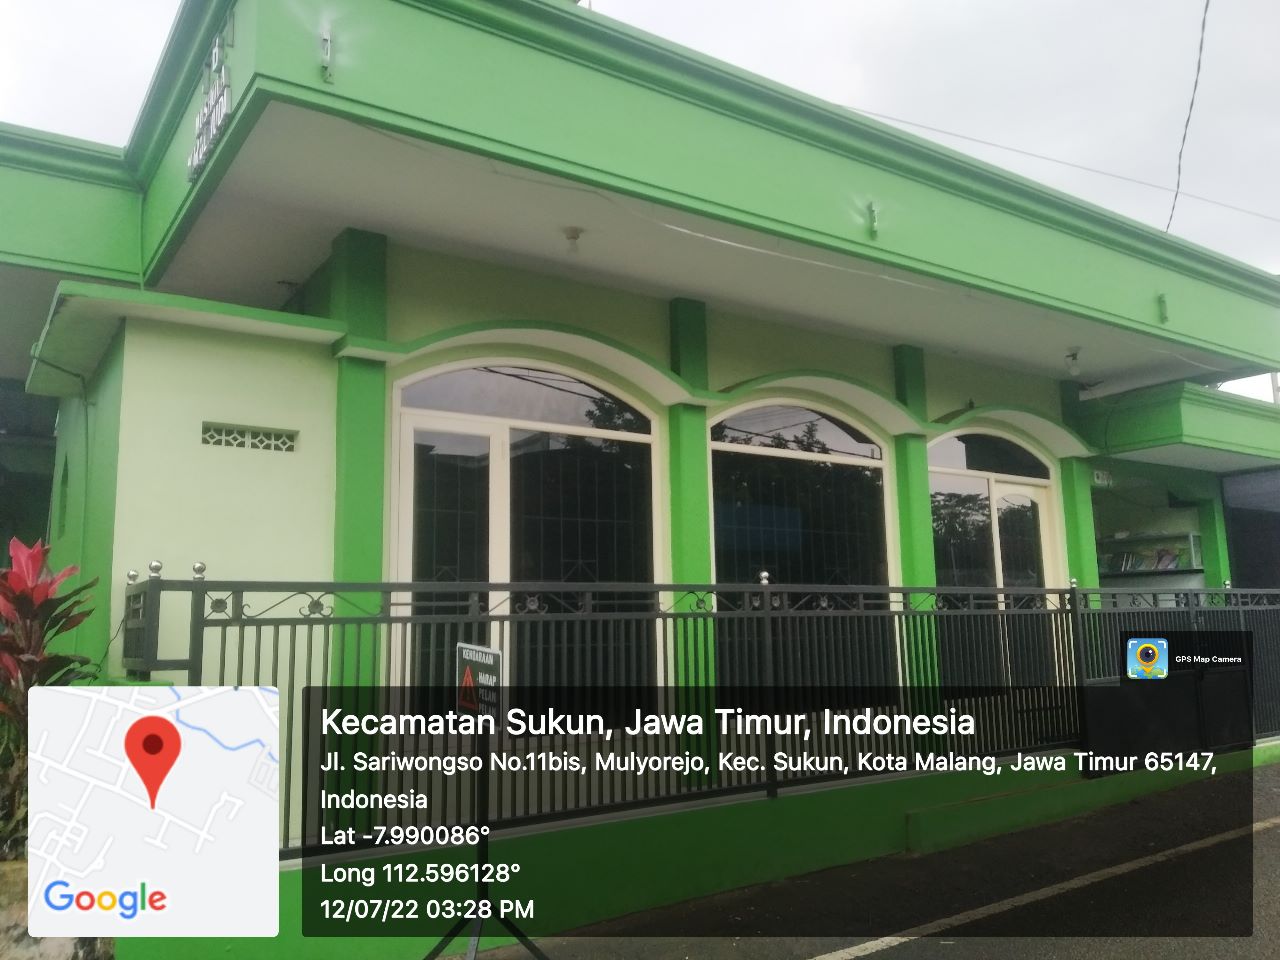 KENDARAAN
HARAP
PELAN
PELAN
GPS Map Camera
Kecamatan Sukun, Jawa Timur, Indonesia
Jl. Sariwongso No.11bis, Mulyorejo, Kec. Sukun, Kota Malang, Jawa Timur 65147,
Indonesia
Lat -7.990086°
Long 112.596128°
12/07/22 03:28 PM
Google